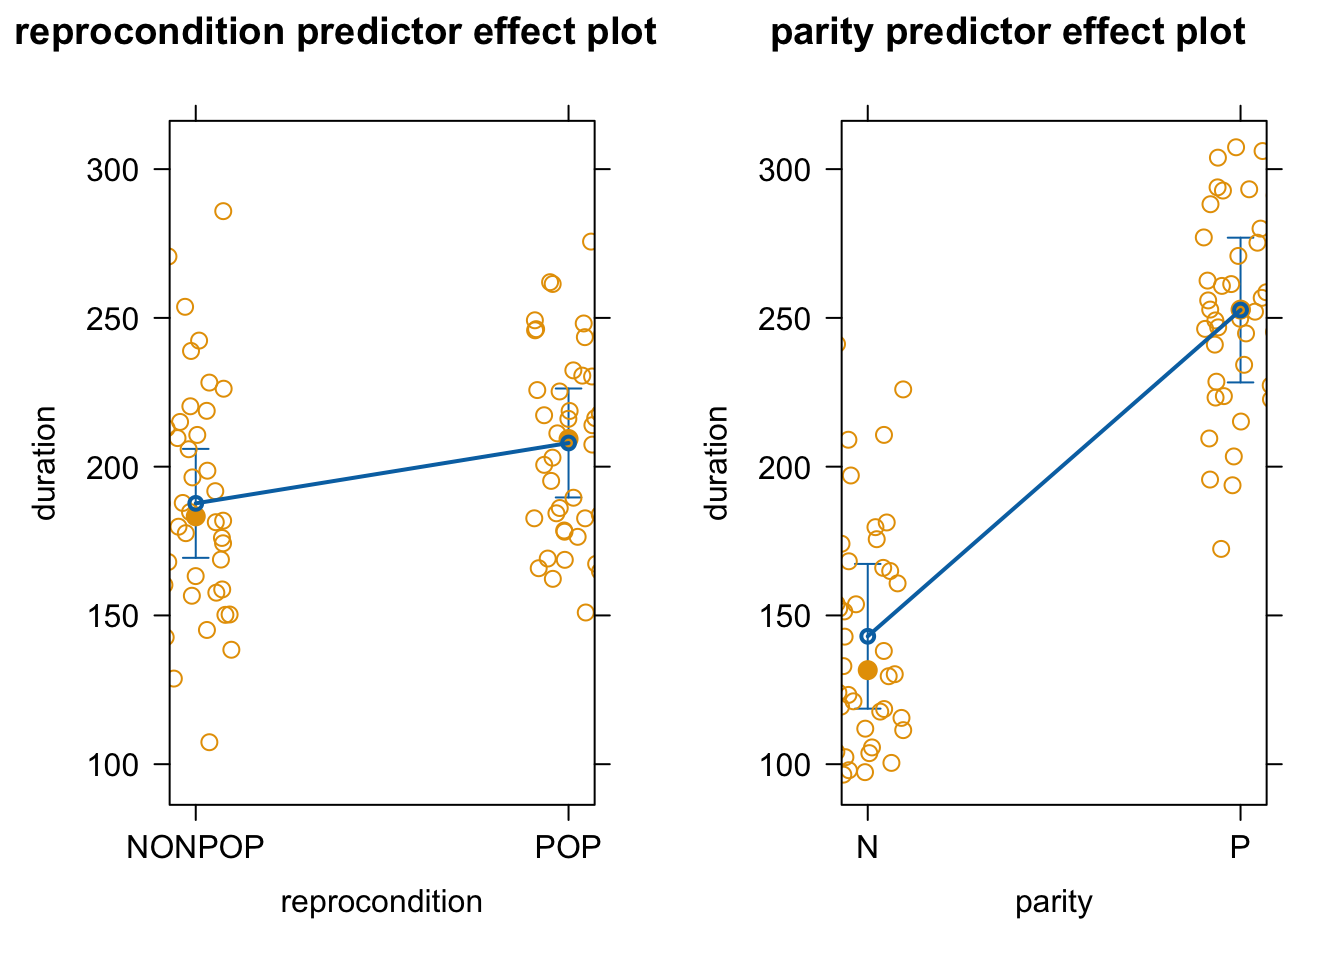 reprocondition predictor effect plot
300
250
200
150
100
duration
NONPOP POP
reprocondition
parity predictor effect plot
300
250
200
150
100
duration
N P
parity